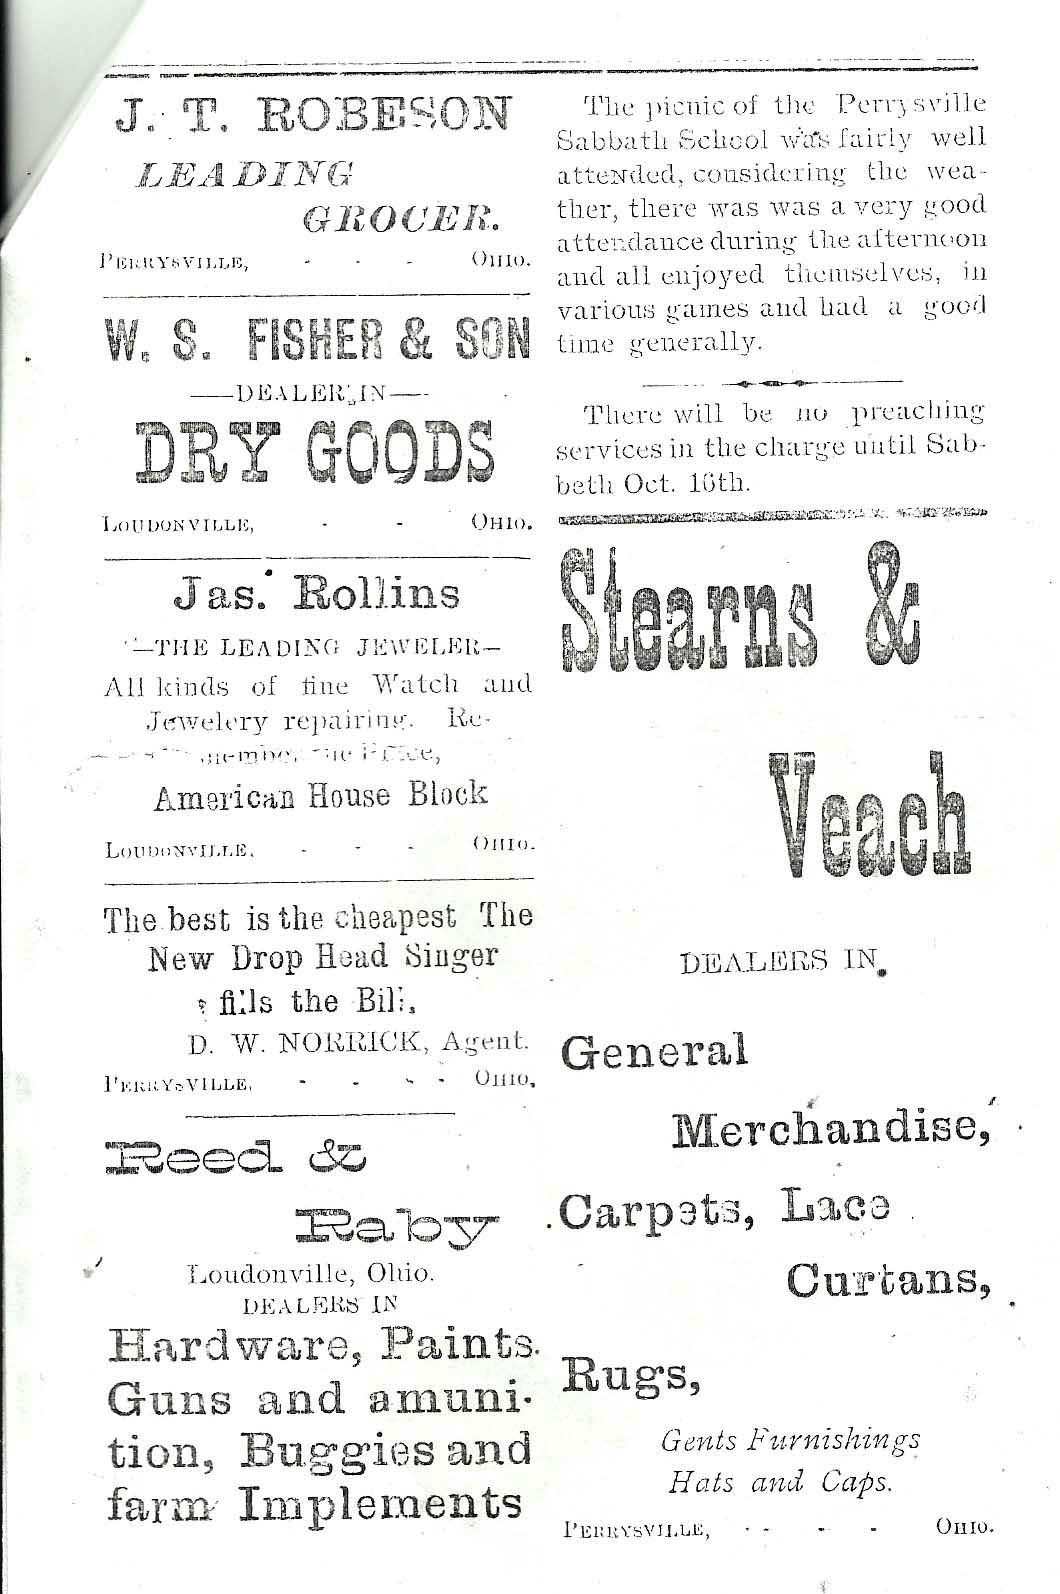 J. T. ROBESON
LEADING
GROCER.
PERRYSVILLE, - - - OHIO.
W. S. FISHER & SON
—DEALER IN—
DRY GOODS
LOUDONVILLE, - - OHIO.
Jas. Rollins
—THE LEADING JEWELER—
All kinds of fine Watch and
Jewelery repairing. Re-
member the
American House Block
LOUDONVILLE, - - - OHIO.
The best is the cheapest The
New Drop Head Singer
fills the Bill,
D. W. NORRICK, Agent.
PERRYSVILLE, - - - - OHIO,
Reed &
Raby
Loudonville, Ohio.
DEALERS IN
Hardware, Paints.
Guns and amuni-
tion, Buggies and
farm Implements
The picnic of the Perrysville
Sabbath School was fairly well
atteNded, considering the wea-
ther, there was was a very good
attendance during the afternoon
and all enjoyed themselves, in
various games and had a good
time generally.
There will be no preaching
services in the charge until Sab-
beth Oct. 16th.
Stearns &
Veach
DEALERS IN.
General
Merchandise,
Carpets, Lace
Curtans,
Rugs,
Gents Furnishings
Hats and Caps.
PERRYSVILLE, - - - - OHIO.